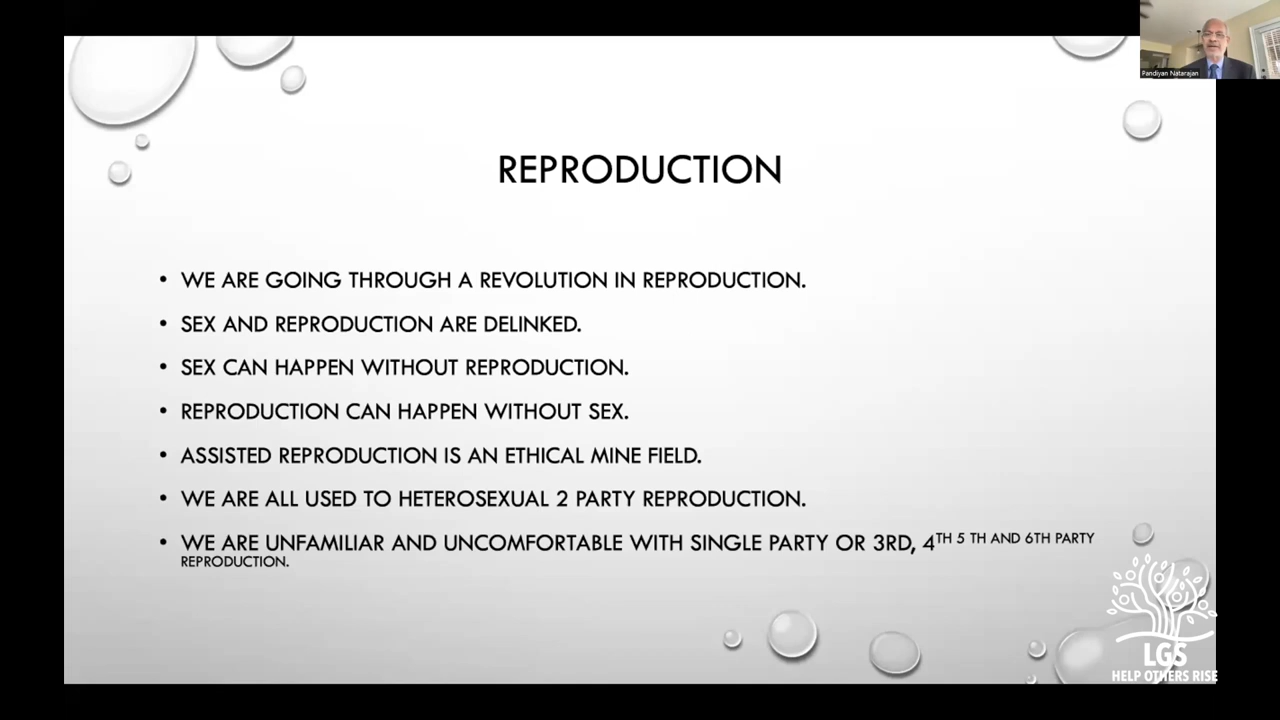 Pandiyan Natarajan
REPRODUCTION
• WE ARE GOING THROUGH A REVOLUTION IN REPRODUCTION.
• SEX AND REPRODUCTION ARE DELINKED.
• SEX CAN HAPPEN WITHOUT REPRODUCTION.
• REPRODUCTION CAN HAPPEN WITHOUT SEX.
• ASSISTED REPRODUCTION IS AN ETHICAL MINE FIELD.
• WE ARE ALL USED TO HETEROSEXUAL 2 PARTY REPRODUCTION.
• WE ARE UNFAMILIAR AND UNCOMFORTABLE WITH SINGLE PARTY OR 3RD, 4TH 5 TH AND 6TH PARTY
REPRODUCTION.
LGS
HELP OTHERS RISE